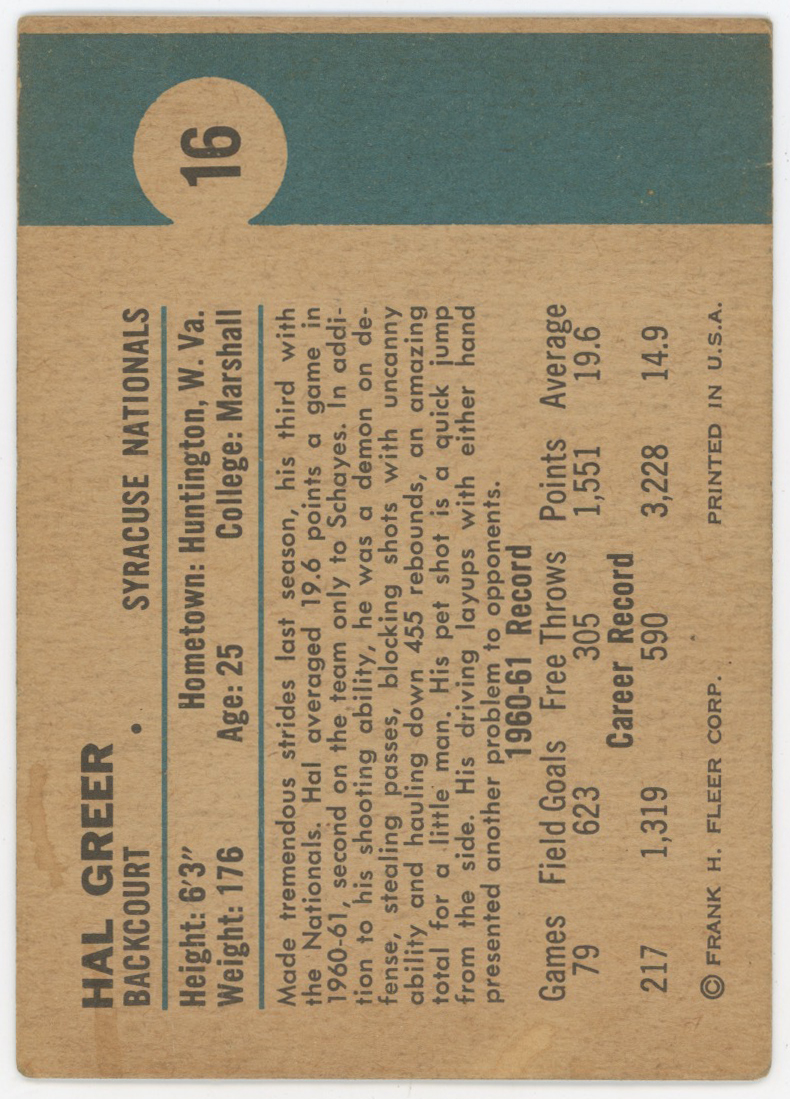 16
HAL GREER
BACKCOURT • SYRACUSE NATIONALS
Height: 6'3" Hometown: Huntington, W. Va.
Weight: 176 Age: 25 College: Marshall
Made tremendous strides last season, his third with
the Nationals. Hal averaged 19.6 points a game in
1960-61, second on the team only to Schayes. In addi-
tion to his shooting ability, he was a demon on de-
fense, stealing passes, blocking shots with uncanny
ability and hauling down 455 rebounds, an amazing
total for a little man. His pet shot is a quick jump
from the side. His driving layups with either hand
presented another problem to opponents.
1960-61 Record
Games Field Goals Free Throws Points Average
79 623 305 1,551 19.6
Career Record
217 1,319 590 3,228 14.9
© FRANK H. FLEER CORP. PRINTED IN U.S.A.